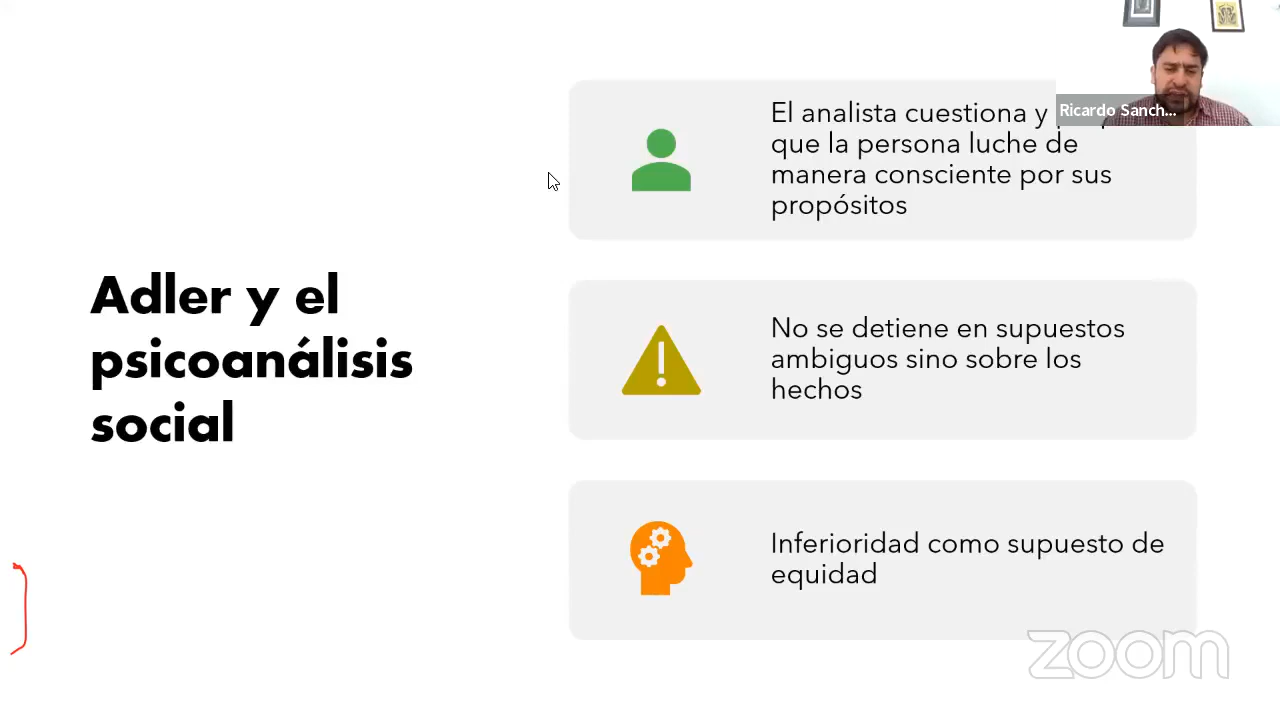 Adler y el
psicoanálisis
social
El analista cuestiona y
que la persona luche de
manera consciente por sus
propósitos
No se detiene en supuestos
ambiguos sino sobre los
hechos
Inferioridad como supuesto de
equidad
Ricardo Sanch...
zoom